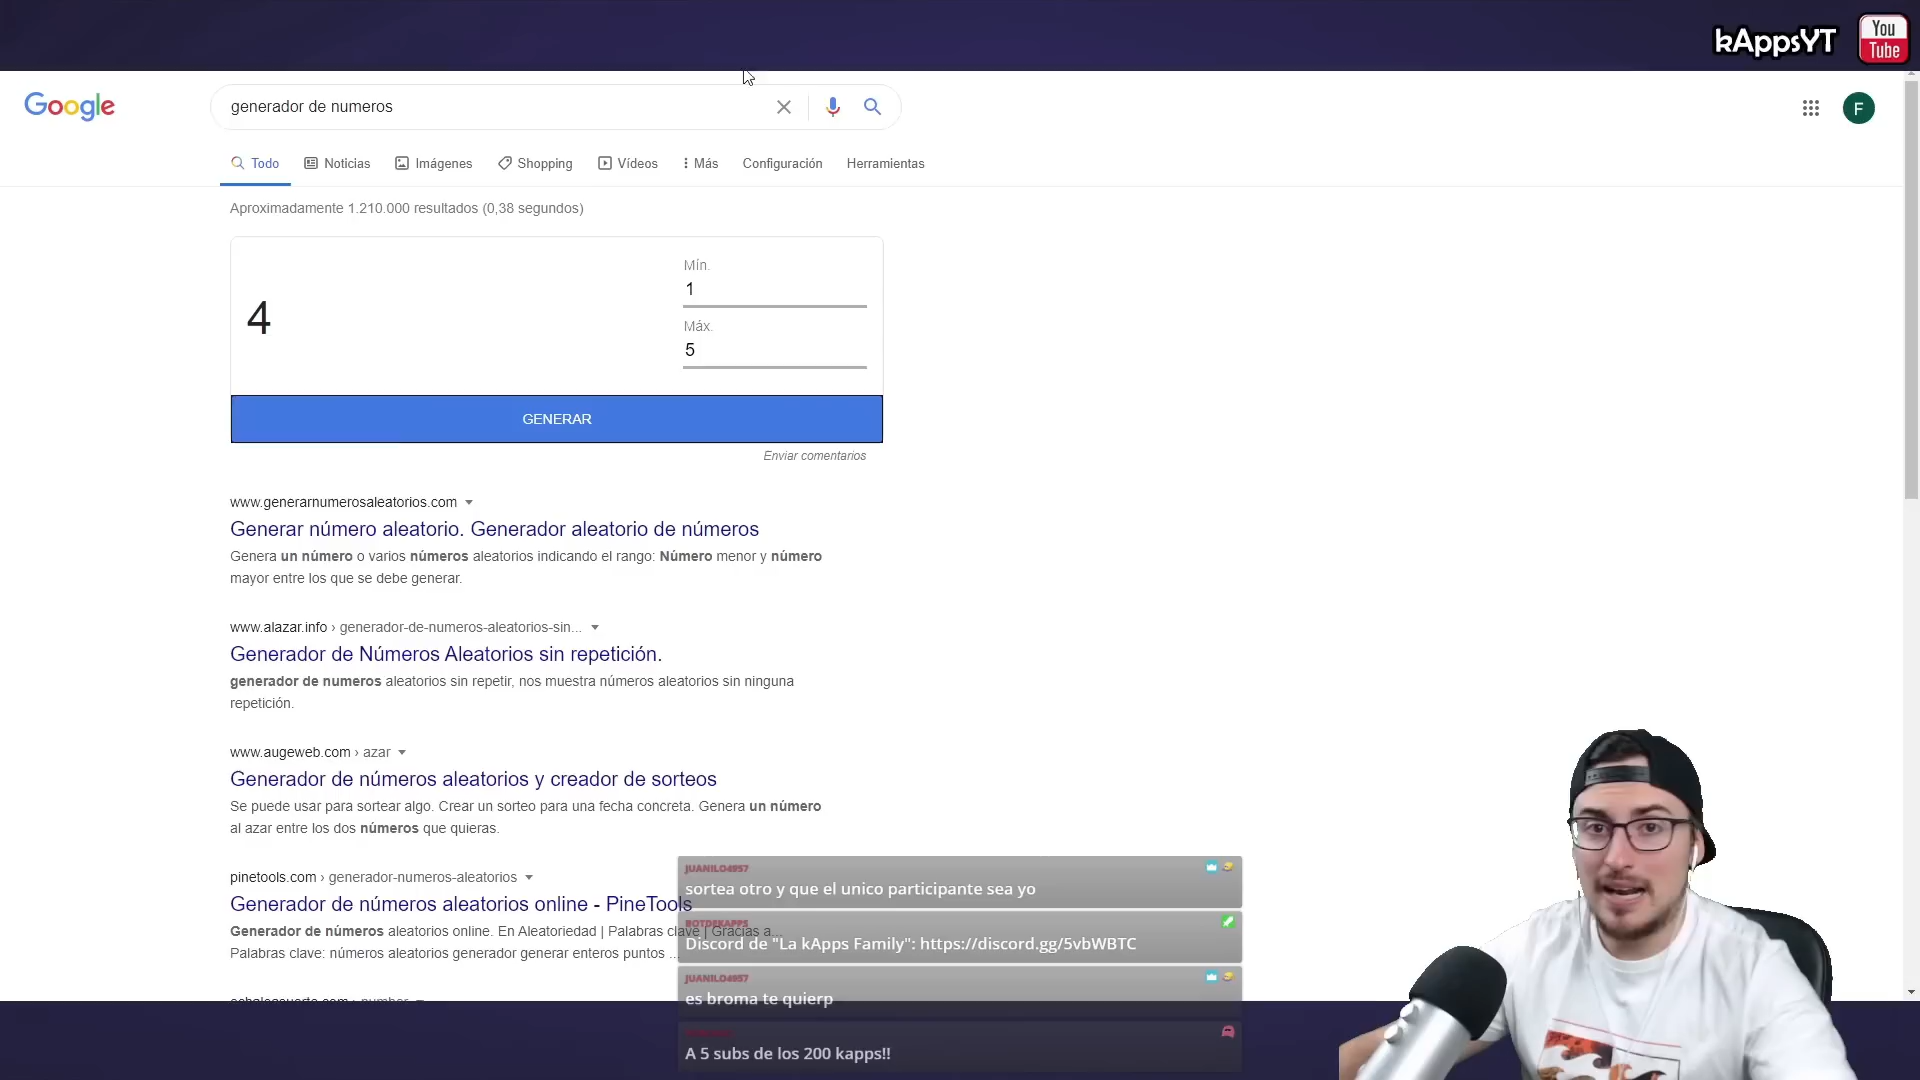 kAppsYT
You
Tube
Google
generador de numeros
F
Todo
Noticias
Imágenes
Shopping
Vídeos
Más
Configuración
Herramientas
Aproximadamente 1.210.000 resultados (0,38 segundos)
4
Mín.
1
Máx.
5
GENERAR
Enviar comentarios
www.generarnumerosaleatorios.com
Generar número aleatorio. Generador aleatorio de números
Genera un número o varios números aleatorios indicando el rango: Número menor y número
mayor entre los que se debe generar.
www.alazar.info › generador-de-numeros-aleatorios-sin...
Generador de Números Aleatorios sin repetición.
generador de numeros aleatorios sin repetir, nos muestra números aleatorios sin ninguna
repetición.
www.augeweb.com › azar
Generador de números aleatorios y creador de sorteos
Se puede usar para sortear algo. Crear un sorteo para una fecha concreta. Genera un número
al azar entre los dos números que quieras.
pinetools.com › generador-numeros-aleatorios
Generador de números aleatorios online - PineTools
Generador de números aleatorios online. En Aleatoriedad | Palabras clave | Gracias a...
Palabras clave: números aleatorios generador generar enteros puntos ...
JUANILO4957
sortea otro y que el unico participante sea yo
BOTDEKAPPS
Discord de "La kApps Family": https://discord.gg/5vbWBTC
JUANILO4957
es broma te quierp
A 5 subs de los 200 kapps!!